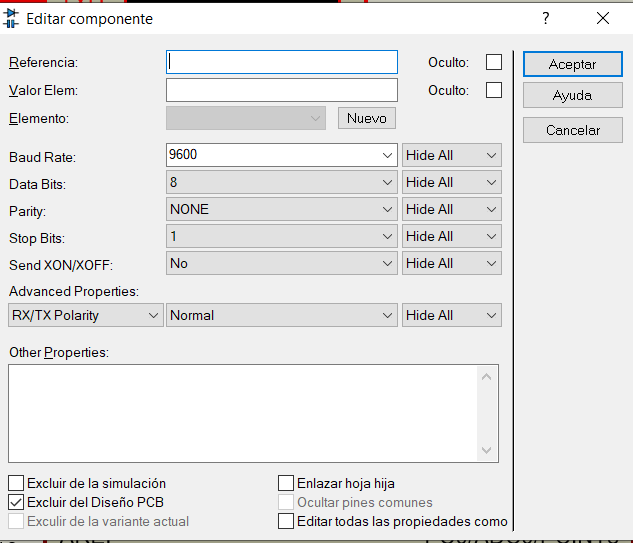 Editar componente
?
Referencia:
Oculto:
Aceptar
Valor Elem:
Oculto:
Ayuda
Elemento:
Nuevo
Cancelar
Baud Rate:
9600
Hide All
Data Bits:
8
Hide All
Parity:
NONE
Hide All
Stop Bits:
1
Hide All
Send XON/XOFF:
No
Hide All
Advanced Properties:
RX/TX Polarity
Normal
Hide All
Other Properties:
Excluir de la simulación
Enlazar hoja hija
Excluir del Diseño PCB
Ocultar pines comunes
Exculir de la variante actual
Editar todas las propiedades como